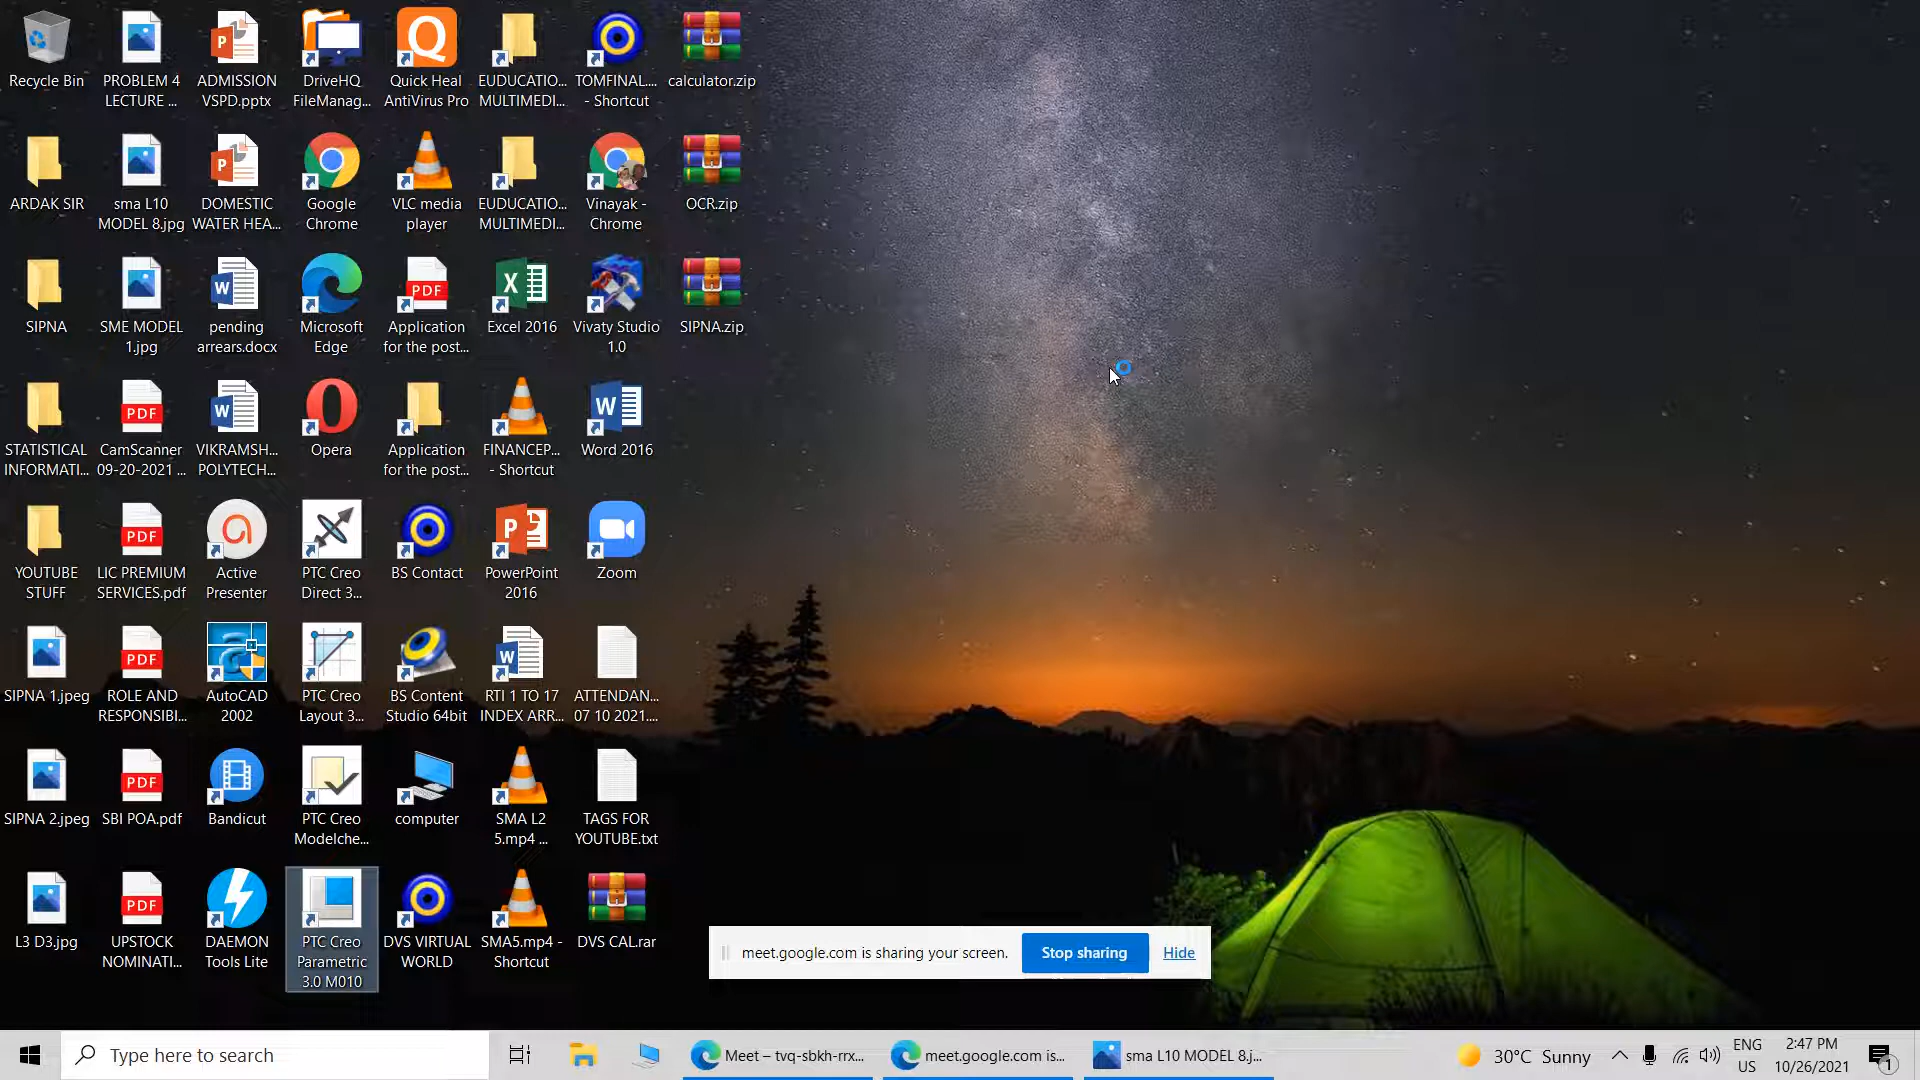 Recycle Bin
PROBLEM 4
LECTURE ...
ADMISSION
VSPD.pptx
DriveHQ
FileManag...
Quick Heal
AntiVirus Pro
EUDUCATIO...
MULTIMEDI...
TOMFINAL....
- Shortcut
calculator.zip
ARDAK SIR
sma L10
MODEL 8.jpg
DOMESTIC
WATER HEA...
Google
Chrome
VLC media
player
EUDUCATIO...
MULTIMEDI...
Vinayak -
Chrome
OCR.zip
SIPNA
SME MODEL
1.jpg
pending
arrears.docx
Microsoft
Edge
Application
for the post...
Excel 2016
Vivaty Studio
1.0
SIPNA.zip
STATISTICAL
INFORMATI...
CamScanner
09-20-2021 ...
VIKRAMSH...
POLYTECH...
Opera
Application
for the post...
FINANCEP...
- Shortcut
Word 2016
YOUTUBE
STUFF
LIC PREMIUM
SERVICES.pdf
Active
Presenter
PTC Creo
Direct 3...
BS Contact
PowerPoint
2016
Zoom
SIPNA 1.jpeg
ROLE AND
RESPONSIBI...
AutoCAD
2002
PTC Creo
Layout 3...
BS Content
Studio 64bit
RTI 1 TO 17
INDEX ARR...
ATTENDAN...
07 10 2021....
SIPNA 2.jpeg
SBI POA.pdf
Bandicut
PTC Creo
Modelche...
computer
SMA L2
5.mp4 ...
TAGS FOR
YOUTUBE.txt
L3 D3.jpg
UPSTOCK
NOMINATI...
DAEMON
Tools Lite
PTC Creo
Parametric
3.0 M010
DVS VIRTUAL
WORLD
SMA5.mp4 -
Shortcut
DVS CAL.rar
meet.google.com is sharing your screen.
Stop sharing
Hide
Type here to search
Meet – tvq-sbkh-rrx...
meet.google.com is...
sma L10 MODEL 8.j...
30°C Sunny
ENG
US
2:47 PM
10/26/2021
1